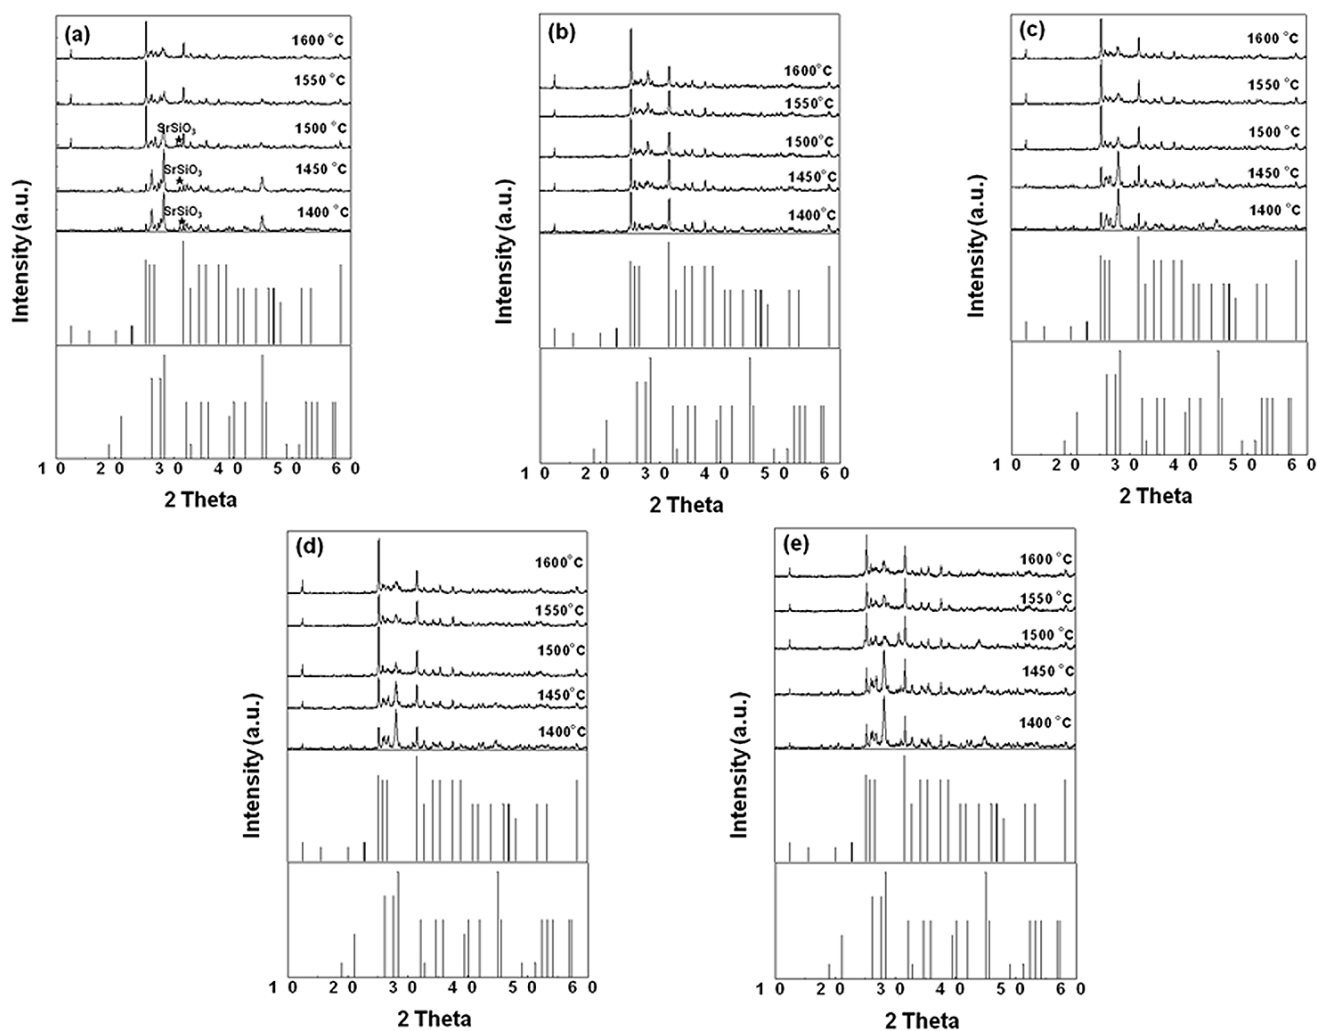 (a)
1600 °C
1550 °C
SrSiO3
1500 °C
SrSiO3
1450 °C
SrSiO3
1400 °C
Intensity (a.u.)
1 0 2 0 3 0 4 0 5 0 6 0
2 Theta
(b)
1600°C
1550°C
1500°C
1450°C
1400°C
Intensity (a.u.)
1 0 2 0 3 0 4 0 5 0 6 0
2 Theta
(c)
1600 °C
1550 °C
1500 °C
1450 °C
1400 °C
Intensity (a.u.)
1 0 2 0 3 0 4 0 5 0 6 0
2 Theta
(d)
1600°C
1550°C
1500°C
1450°C
1400°C
Intensity (a.u.)
1 0 2 0 3 0 4 0 5 0 6 0
2 Theta
(e)
1600 °C
1550 °C
1500 °C
1450 °C
1400 °C
Intensity (a.u.)
1 0 2 0 3 0 4 0 5 0 6 0
2 Theta